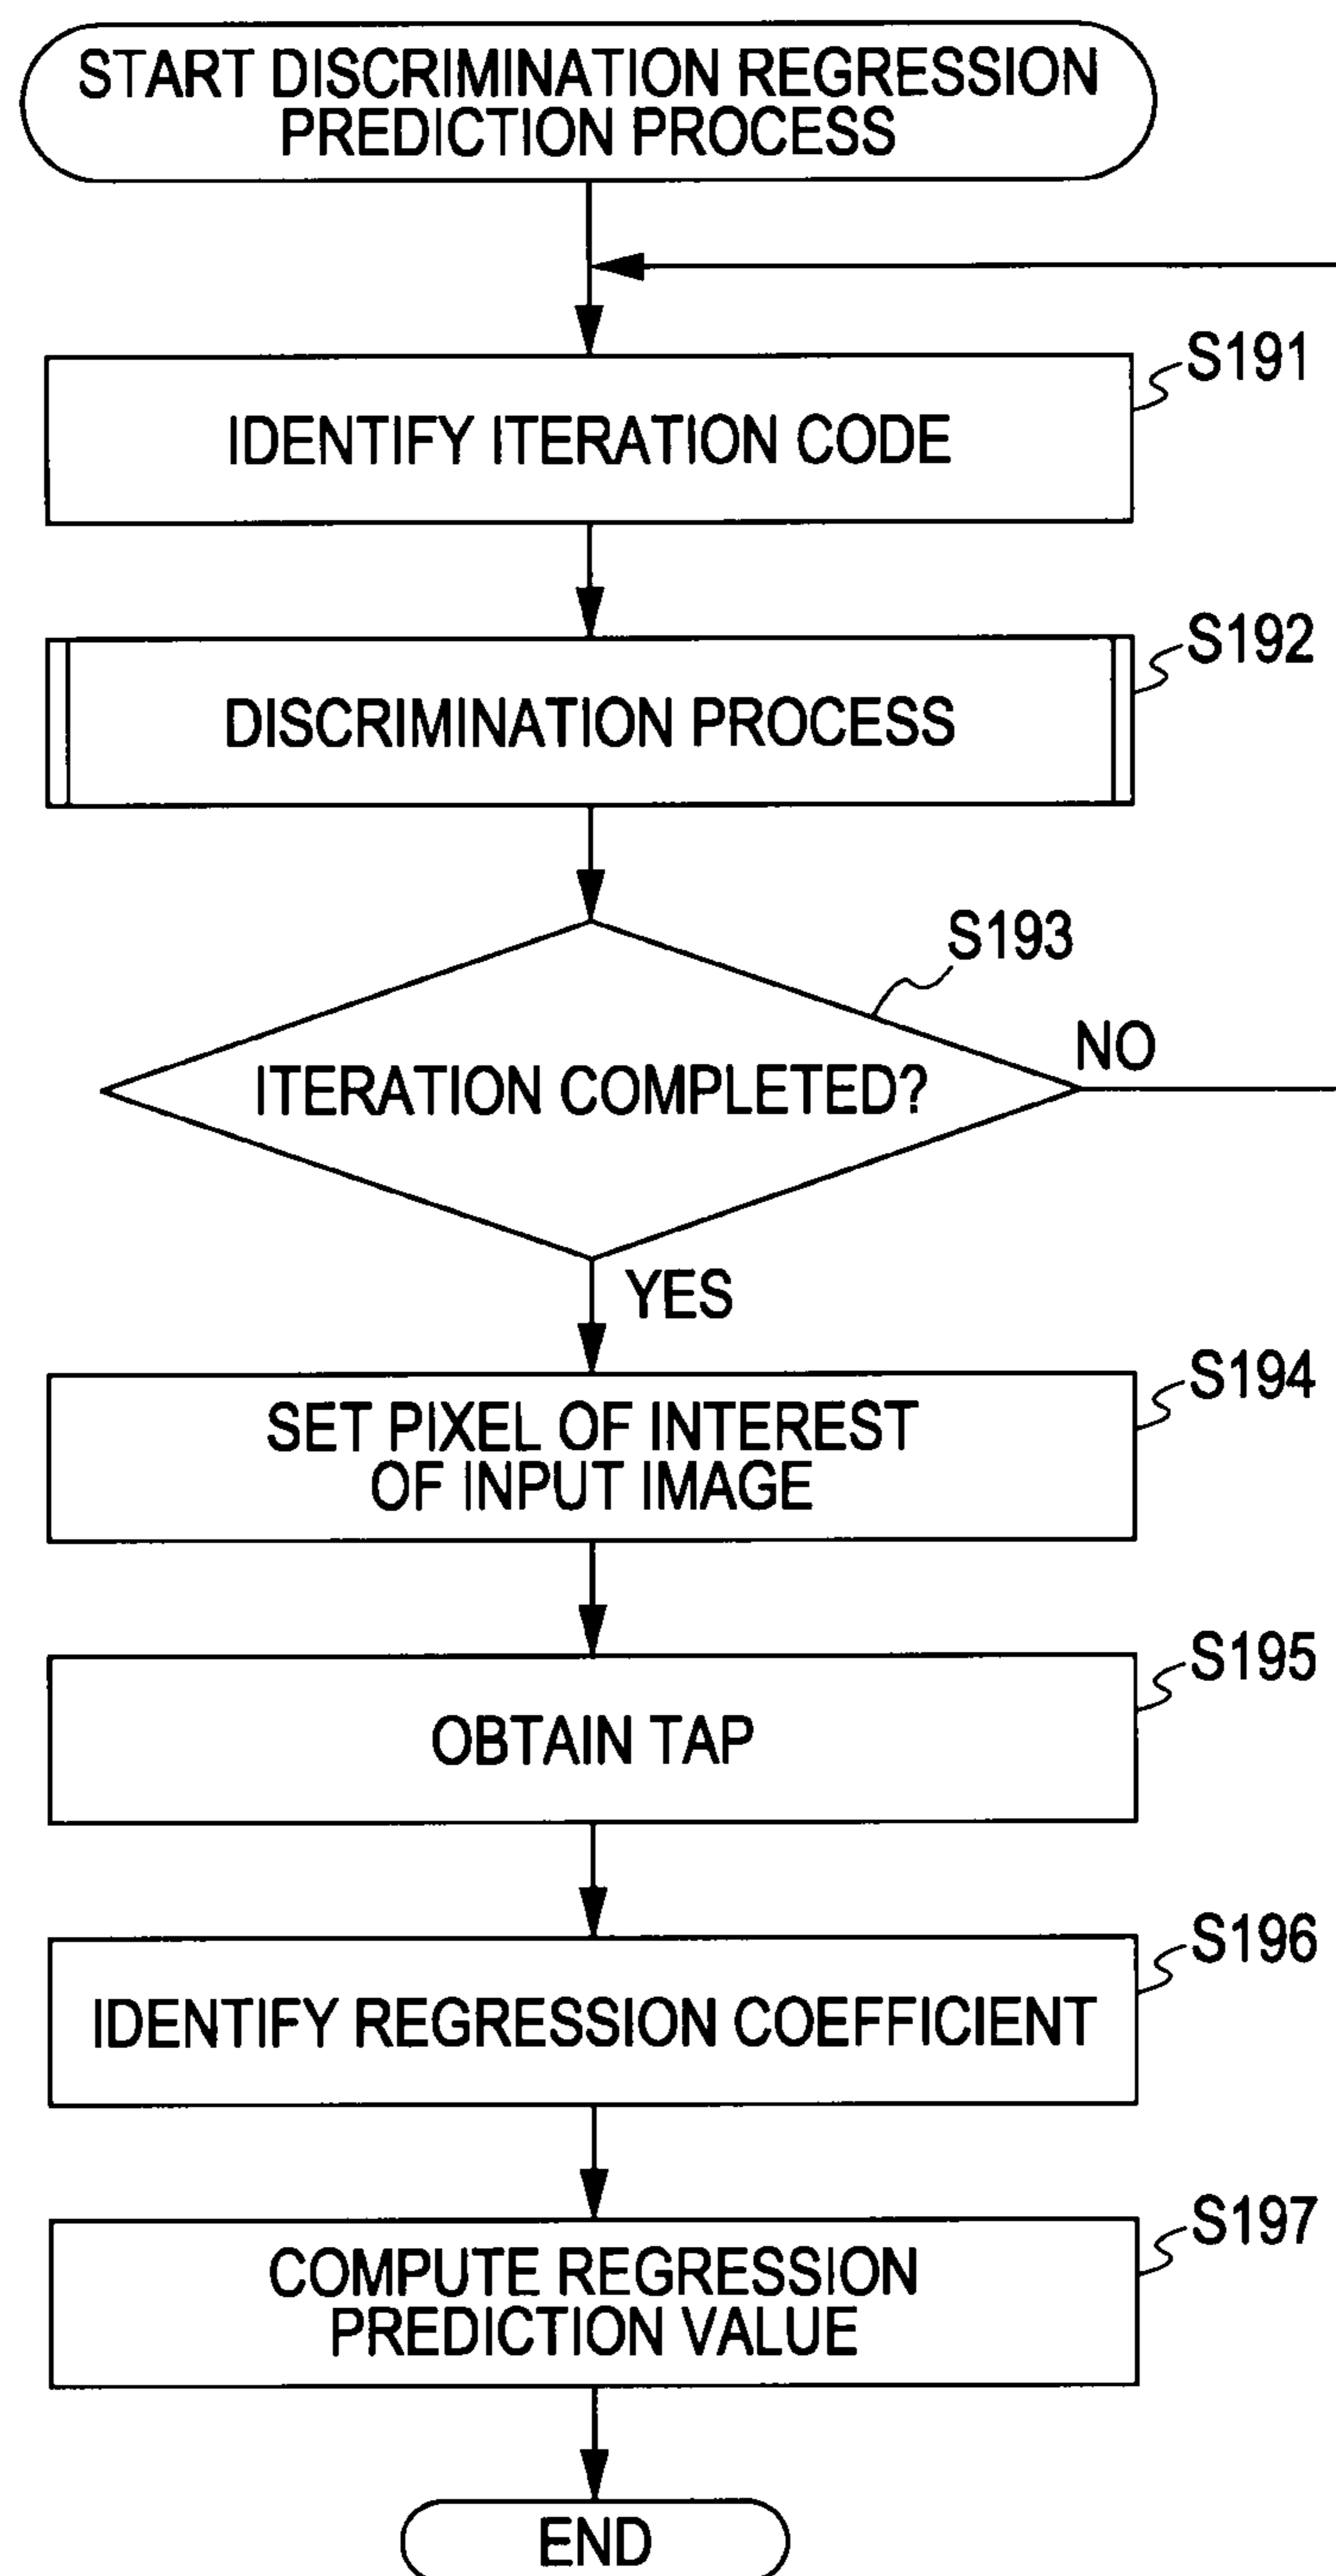 START DISCRIMINATION REGRESSION
PREDICTION PROCESS
S191
IDENTIFY ITERATION CODE
S192
DISCRIMINATION PROCESS
S193
ITERATION COMPLETED?
NO
YES
S194
SET PIXEL OF INTEREST
OF INPUT IMAGE
S195
OBTAIN TAP
S196
IDENTIFY REGRESSION COEFFICIENT
S197
COMPUTE REGRESSION
PREDICTION VALUE
END